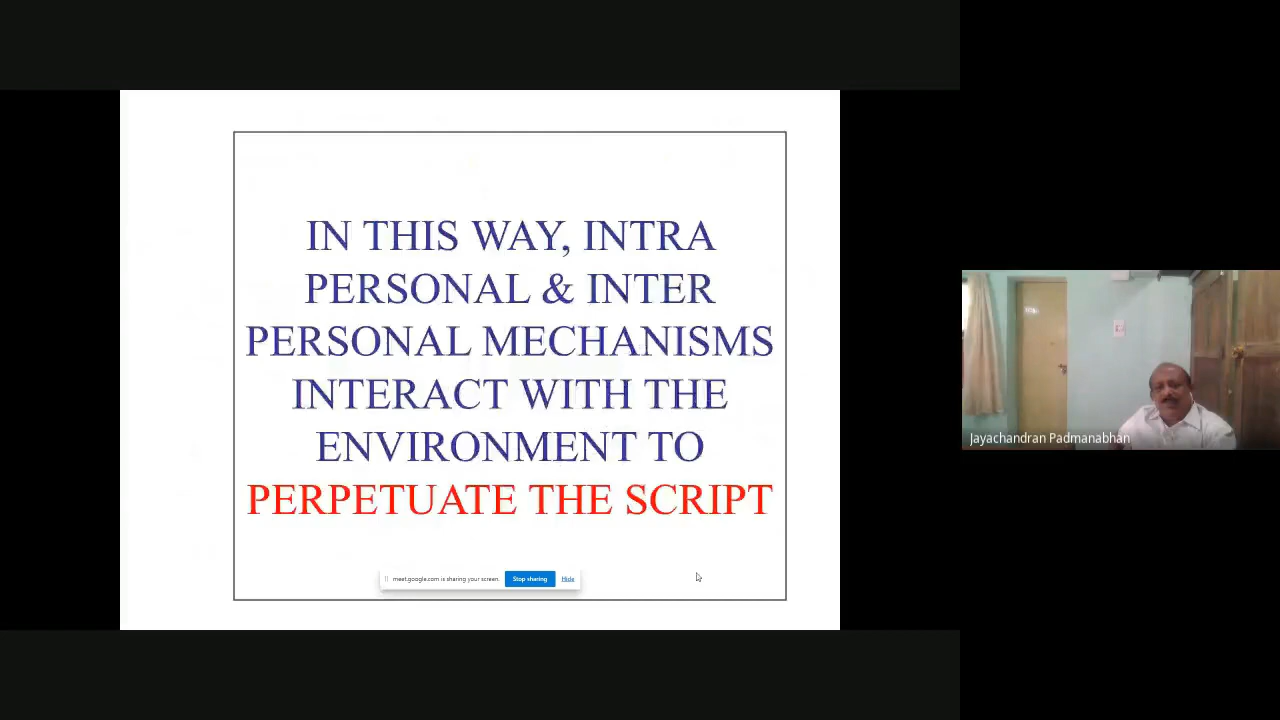 IN THIS WAY, INTRA
PERSONAL & INTER
PERSONAL MECHANISMS
INTERACT WITH THE
ENVIRONMENT TO
PERPETUATE THE SCRIPT
meet.google.com is sharing your screen. Stop sharing Hide
Jayachandran Padmanabhan